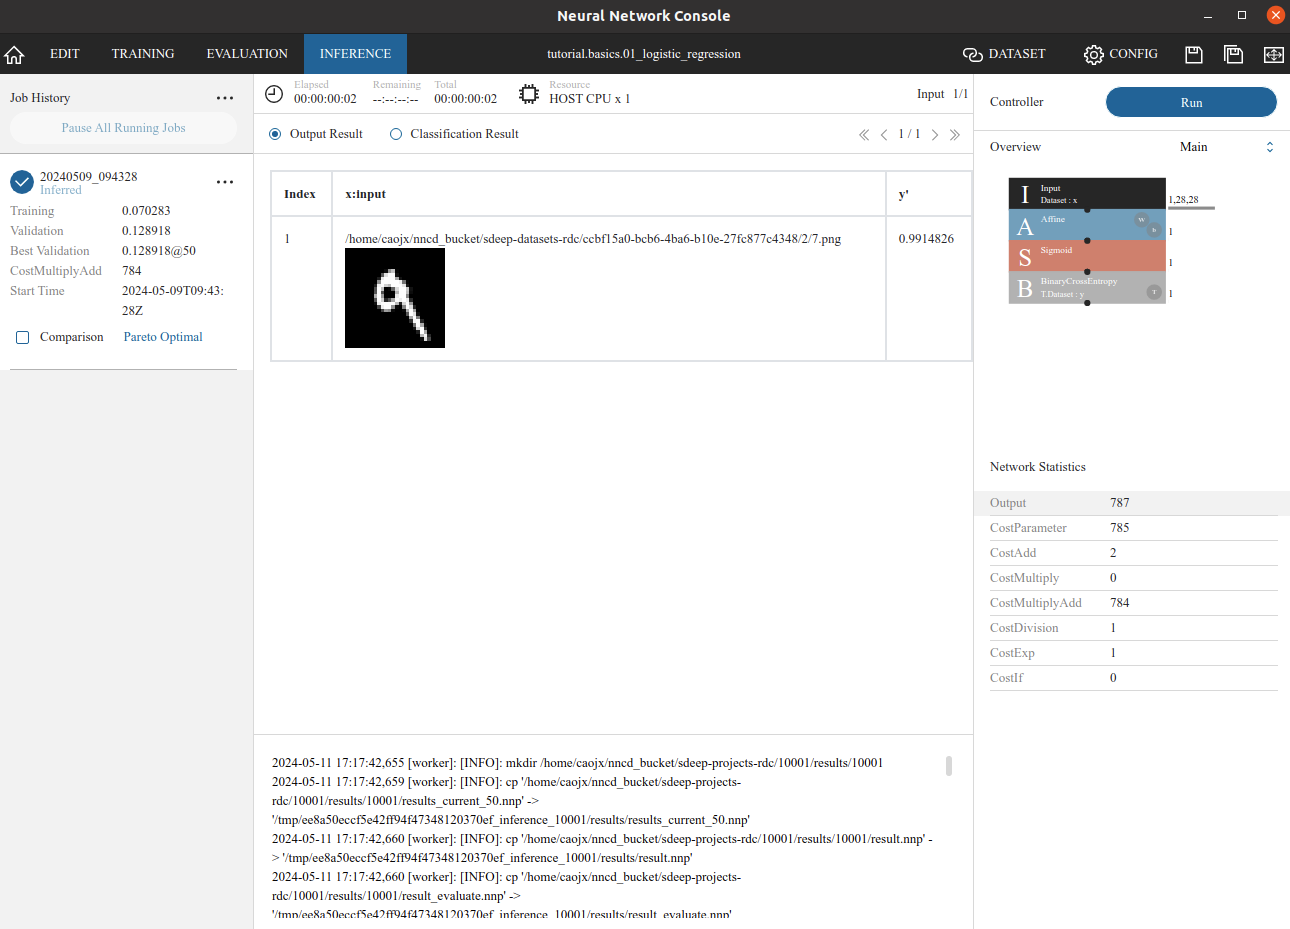 Neural Network Console
EDIT TRAINING EVALUATION INFERENCE tutorial.basics.01_logistic_regression DATASET CONFIG
Job History
Pause All Running Jobs
20240509_094328
Inferred
Training 0.070283
Validation 0.128918
Best Validation 0.128918@50
CostMultiplyAdd 784
Start Time 2024-05-09T09:43:
28Z
Comparison Pareto Optimal
Elapsed Remaining Total Resource
00:00:00:02 --:--:--:-- 00:00:00:02 HOST CPU x 1
Input 1/1
Output Result Classification Result
1 / 1
Index x:input y'
1 /home/caojx/nncd_bucket/sdeep-datasets-rdc/ccbf15a0-bcb6-4ba6-b10e-27fc877c4348/2/7.png 0.9914826
2024-05-11 17:17:42,655 [worker]: [INFO]: mkdir /home/caojx/nncd_bucket/sdeep-projects-rdc/10001/results/10001
2024-05-11 17:17:42,659 [worker]: [INFO]: cp '/home/caojx/nncd_bucket/sdeep-projects-
rdc/10001/results/10001/results_current_50.nnp' ->
'/tmp/ee8a50eccf5e42ff94f47348120370ef_inference_10001/results/results_current_50.nnp'
2024-05-11 17:17:42,660 [worker]: [INFO]: cp '/home/caojx/nncd_bucket/sdeep-projects-rdc/10001/results/10001/result.nnp' -
> '/tmp/ee8a50eccf5e42ff94f47348120370ef_inference_10001/results/result.nnp'
2024-05-11 17:17:42,660 [worker]: [INFO]: cp '/home/caojx/nncd_bucket/sdeep-projects-
rdc/10001/results/10001/result_evaluate.nnp' ->
'/tmp/ee8a50eccf5e42ff94f47348120370ef_inference_10001/results/result_evaluate.nnp'
Controller Run
Overview Main
I Input
Dataset : x
1,28,28
A Affine W b
1
S Sigmoid
1
B BinaryCrossEntropy
T.Dataset : y T
1
Network Statistics
Output 787
CostParameter 785
CostAdd 2
CostMultiply 0
CostMultiplyAdd 784
CostDivision 1
CostExp 1
CostIf 0